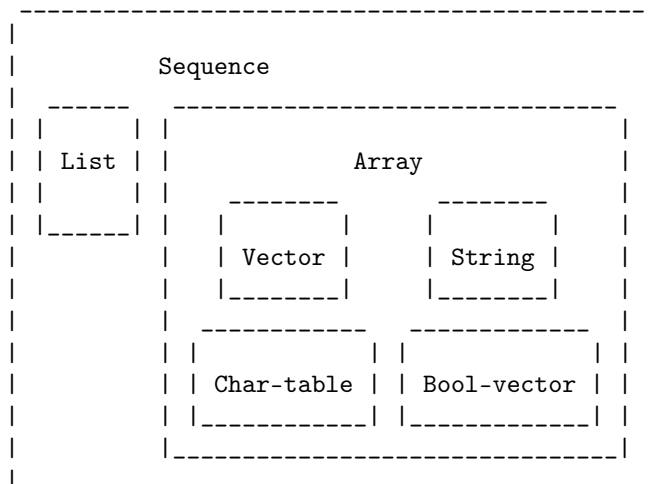 Sequence
List Array
Vector String
Char-table Bool-vector